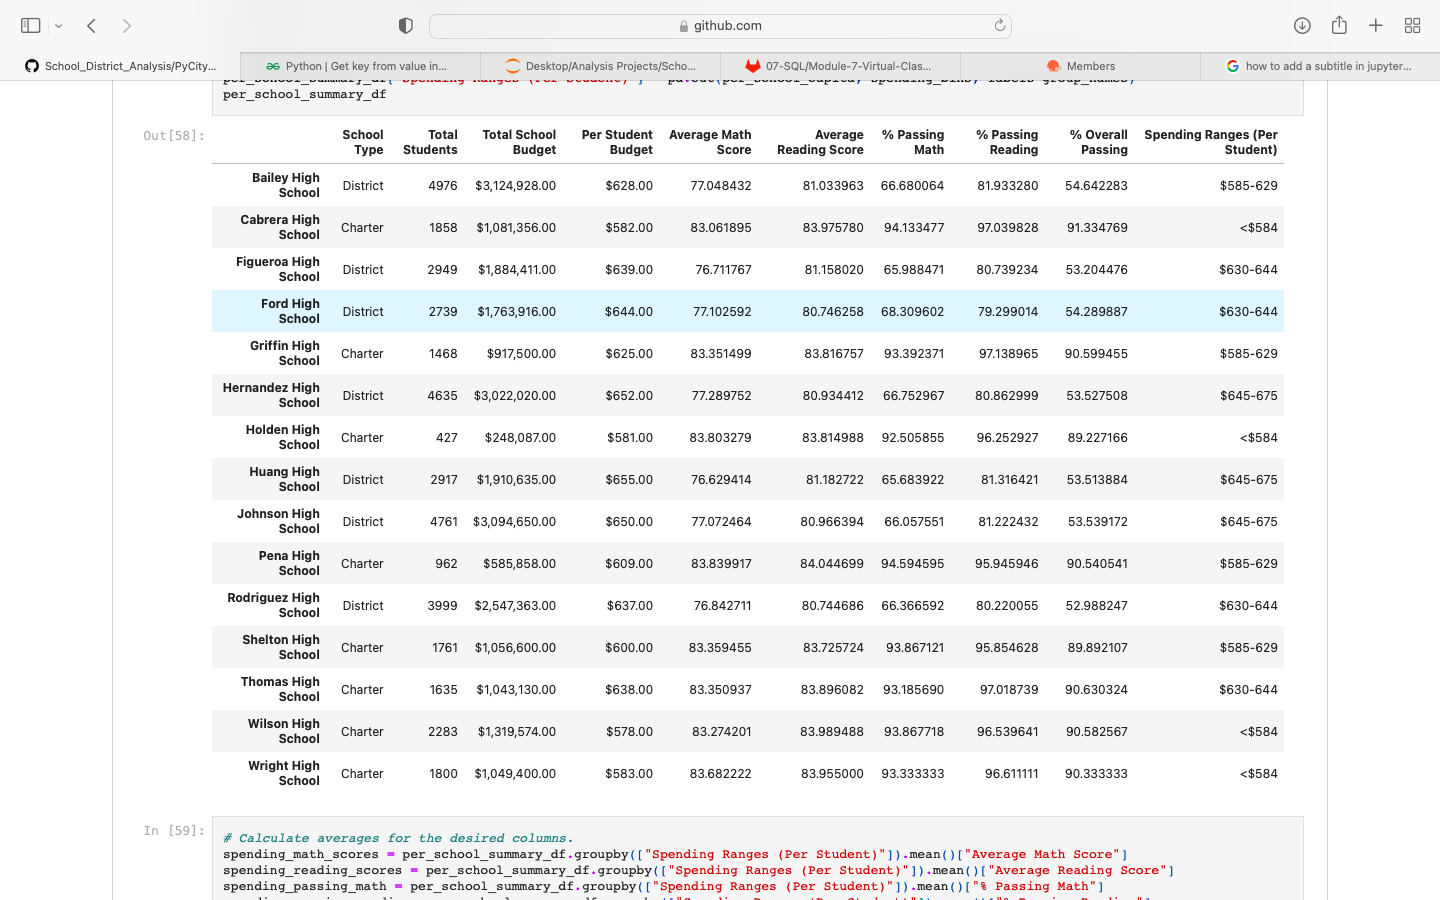 github.com
School_District_Analysis/PyCity... Python | Get key from value in... Desktop/Analysis Projects/Scho... 07-SQL/Module-7-Virtual-Clas... Members how to add a subtitle in jupyter...
per_school_summary_df
Out[58]:
School Type Total Students Total School Budget Per Student Budget Average Math Score Average Reading Score % Passing Math % Passing Reading % Overall Passing Spending Ranges (Per Student)
Bailey High School District 4976 $3,124,928.00 $628.00 77.048432 81.033963 66.680064 81.933280 54.642283 $585-629
Cabrera High School Charter 1858 $1,081,356.00 $582.00 83.061895 83.975780 94.133477 97.039828 91.334769 <$584
Figueroa High School District 2949 $1,884,411.00 $639.00 76.711767 81.158020 65.988471 80.739234 53.204476 $630-644
Ford High School District 2739 $1,763,916.00 $644.00 77.102592 80.746258 68.309602 79.299014 54.289887 $630-644
Griffin High School Charter 1468 $917,500.00 $625.00 83.351499 83.816757 93.392371 97.138965 90.599455 $585-629
Hernandez High School District 4635 $3,022,020.00 $652.00 77.289752 80.934412 66.752967 80.862999 53.527508 $645-675
Holden High School Charter 427 $248,087.00 $581.00 83.803279 83.814988 92.505855 96.252927 89.227166 <$584
Huang High School District 2917 $1,910,635.00 $655.00 76.629414 81.182722 65.683922 81.316421 53.513884 $645-675
Johnson High School District 4761 $3,094,650.00 $650.00 77.072464 80.966394 66.057551 81.222432 53.539172 $645-675
Pena High School Charter 962 $585,858.00 $609.00 83.839917 84.044699 94.594595 95.945946 90.540541 $585-629
Rodriguez High School District 3999 $2,547,363.00 $637.00 76.842711 80.744686 66.366592 80.220055 52.988247 $630-644
Shelton High School Charter 1761 $1,056,600.00 $600.00 83.359455 83.725724 93.867121 95.854628 89.892107 $585-629
Thomas High School Charter 1635 $1,043,130.00 $638.00 83.350937 83.896082 93.185690 97.018739 90.630324 $630-644
Wilson High School Charter 2283 $1,319,574.00 $578.00 83.274201 83.989488 93.867718 96.539641 90.582567 <$584
Wright High School Charter 1800 $1,049,400.00 $583.00 83.682222 83.955000 93.333333 96.611111 90.333333 <$584
In [59]:
# Calculate averages for the desired columns.
spending_math_scores = per_school_summary_df.groupby(["Spending Ranges (Per Student)"]).mean()["Average Math Score"]
spending_reading_scores = per_school_summary_df.groupby(["Spending Ranges (Per Student)"]).mean()["Average Reading Score"]
spending_passing_math = per_school_summary_df.groupby(["Spending Ranges (Per Student)"]).mean()["% Passing Math"]